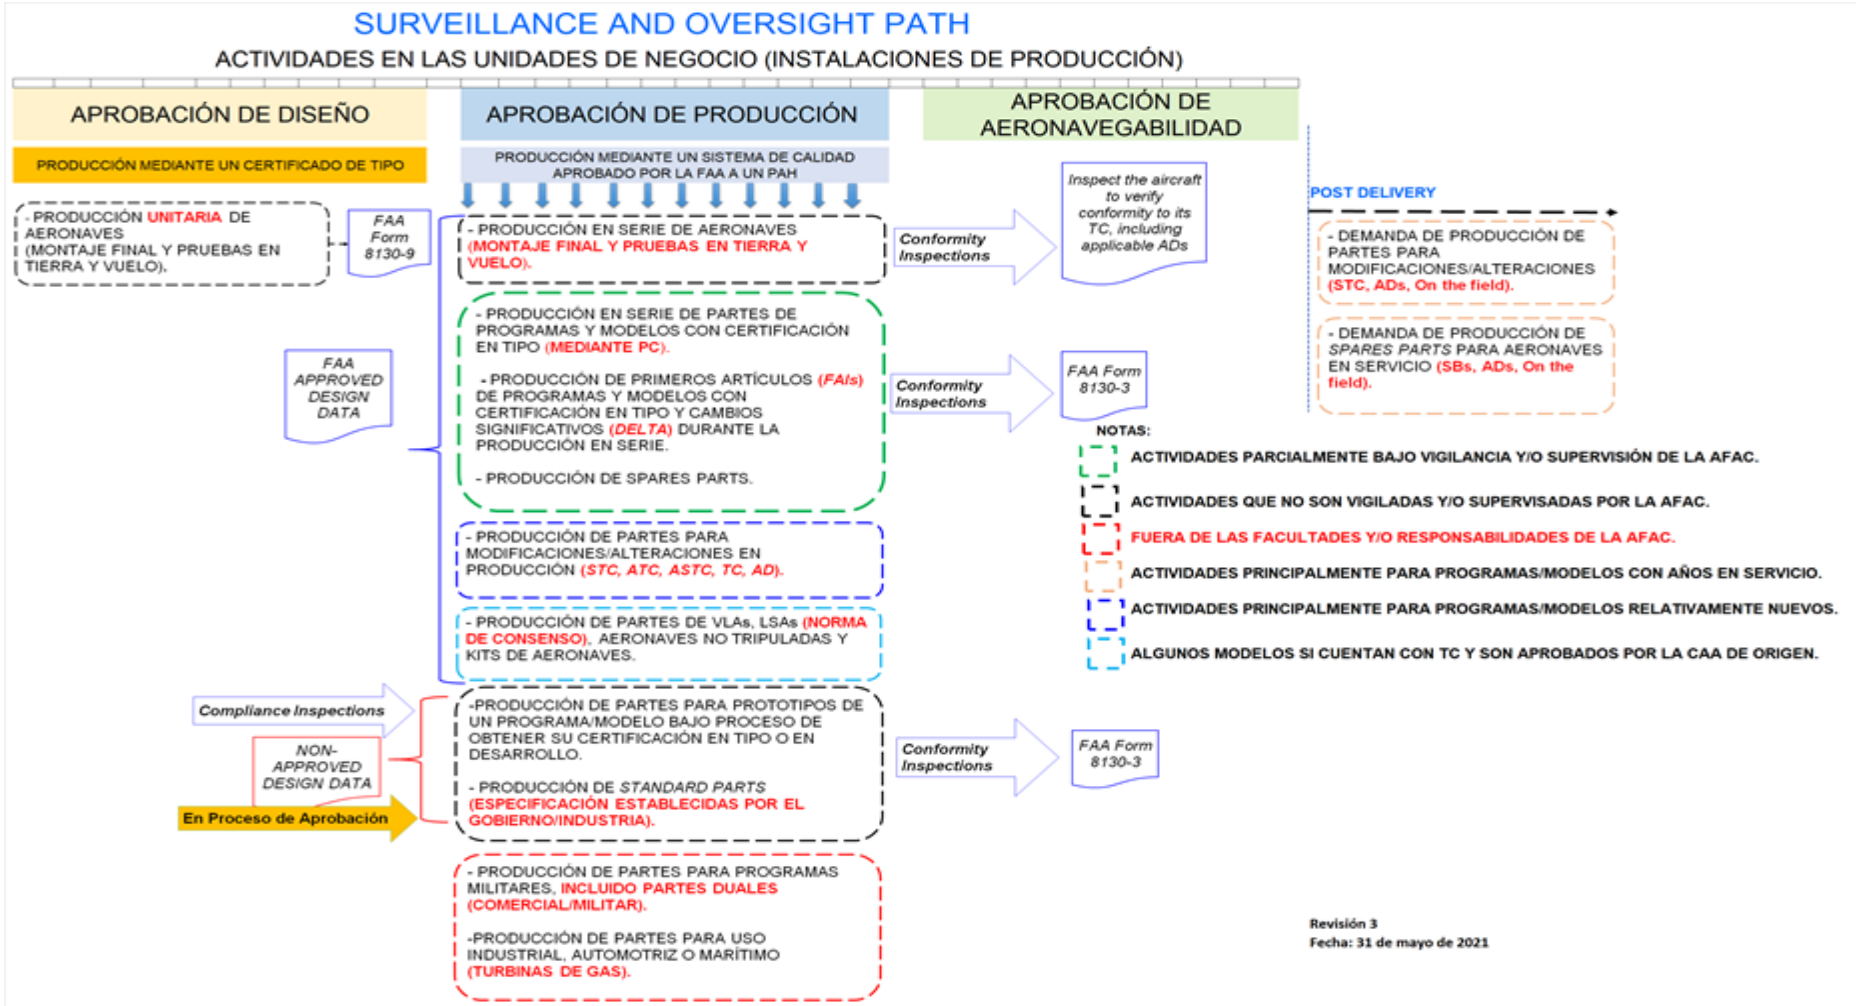 SURVEILLANCE AND OVERSIGHT PATH
ACTIVIDADES EN LAS UNIDADES DE NEGOCIO (INSTALACIONES DE PRODUCCIÓN)
APROBACIÓN DE DISEÑO
PRODUCCIÓN MEDIANTE UN CERTIFICADO DE TIPO
- PRODUCCIÓN UNITARIA DE
AERONAVES
(MONTAJE FINAL Y PRUEBAS EN
TIERRA Y VUELO).
FAA
Form
8130-9
FAA
APPROVED
DESIGN
DATA
Compliance Inspections
NON-
APPROVED
DESIGN DATA
En Proceso de Aprobación
APROBACIÓN DE PRODUCCIÓN
PRODUCCIÓN MEDIANTE UN SISTEMA DE CALIDAD
APROBADO POR LA FAA A UN PAH
- PRODUCCIÓN EN SERIE DE AERONAVES
(MONTAJE FINAL Y PRUEBAS EN TIERRA Y
VUELO).
- PRODUCCIÓN EN SERIE DE PARTES DE
PROGRAMAS Y MODELOS CON CERTIFICACIÓN
EN TIPO (MEDIANTE PC).
- PRODUCCIÓN DE PRIMEROS ARTÍCULOS (FAIs)
DE PROGRAMAS Y MODELOS CON
CERTIFICACIÓN EN TIPO Y CAMBIOS
SIGNIFICATIVOS (DELTA) DURANTE LA
PRODUCCIÓN EN SERIE.
- PRODUCCIÓN DE SPARES PARTS.
- PRODUCCIÓN DE PARTES PARA
MODIFICACIONES/ALTERACIONES EN
PRODUCCIÓN (STC, ATC, ASTC, TC, AD).
- PRODUCCIÓN DE PARTES DE VLAs, LSAs (NORMA
DE CONSENSO), AERONAVES NO TRIPULADAS Y
KITS DE AERONAVES.
-PRODUCCIÓN DE PARTES PARA PROTOTIPOS DE
UN PROGRAMA/MODELO BAJO PROCESO DE
OBTENER SU CERTIFICACIÓN EN TIPO O EN
DESARROLLO.
- PRODUCCIÓN DE STANDARD PARTS
(ESPECIFICACIÓN ESTABLECIDAS POR EL
GOBIERNO/INDUSTRIA).
- PRODUCCIÓN DE PARTES PARA PROGRAMAS
MILITARES, INCLUIDO PARTES DUALES
(COMERCIAL/MILITAR).
-PRODUCCIÓN DE PARTES PARA USO
INDUSTRIAL, AUTOMOTRIZ O MARÍTIMO
(TURBINAS DE GAS).
APROBACIÓN DE
AERONAVEGABILIDAD
Conformity
Inspections
Inspect the aircraft
to verify
conformity to its
TC, including
applicable ADs
Conformity
Inspections
FAA Form
8130-3
Conformity
Inspections
FAA Form
8130-3
POST DELIVERY
- DEMANDA DE PRODUCCIÓN DE
PARTES PARA
MODIFICACIONES/ALTERACIONES
(STC, ADs, On the field).
- DEMANDA DE PRODUCCIÓN DE
SPARES PARTS PARA AERONAVES
EN SERVICIO (SBs, ADs, On the
field).
NOTAS:
ACTIVIDADES PARCIALMENTE BAJO VIGILANCIA Y/O SUPERVISIÓN DE LA AFAC.
ACTIVIDADES QUE NO SON VIGILADAS Y/O SUPERVISADAS POR LA AFAC.
FUERA DE LAS FACULTADES Y/O RESPONSABILIDADES DE LA AFAC.
ACTIVIDADES PRINCIPALMENTE PARA PROGRAMAS/MODELOS CON AÑOS EN SERVICIO.
ACTIVIDADES PRINCIPALMENTE PARA PROGRAMAS/MODELOS RELATIVAMENTE NUEVOS.
ALGUNOS MODELOS SI CUENTAN CON TC Y SON APROBADOS POR LA CAA DE ORIGEN.
Revisión 3
Fecha: 31 de mayo de 2021